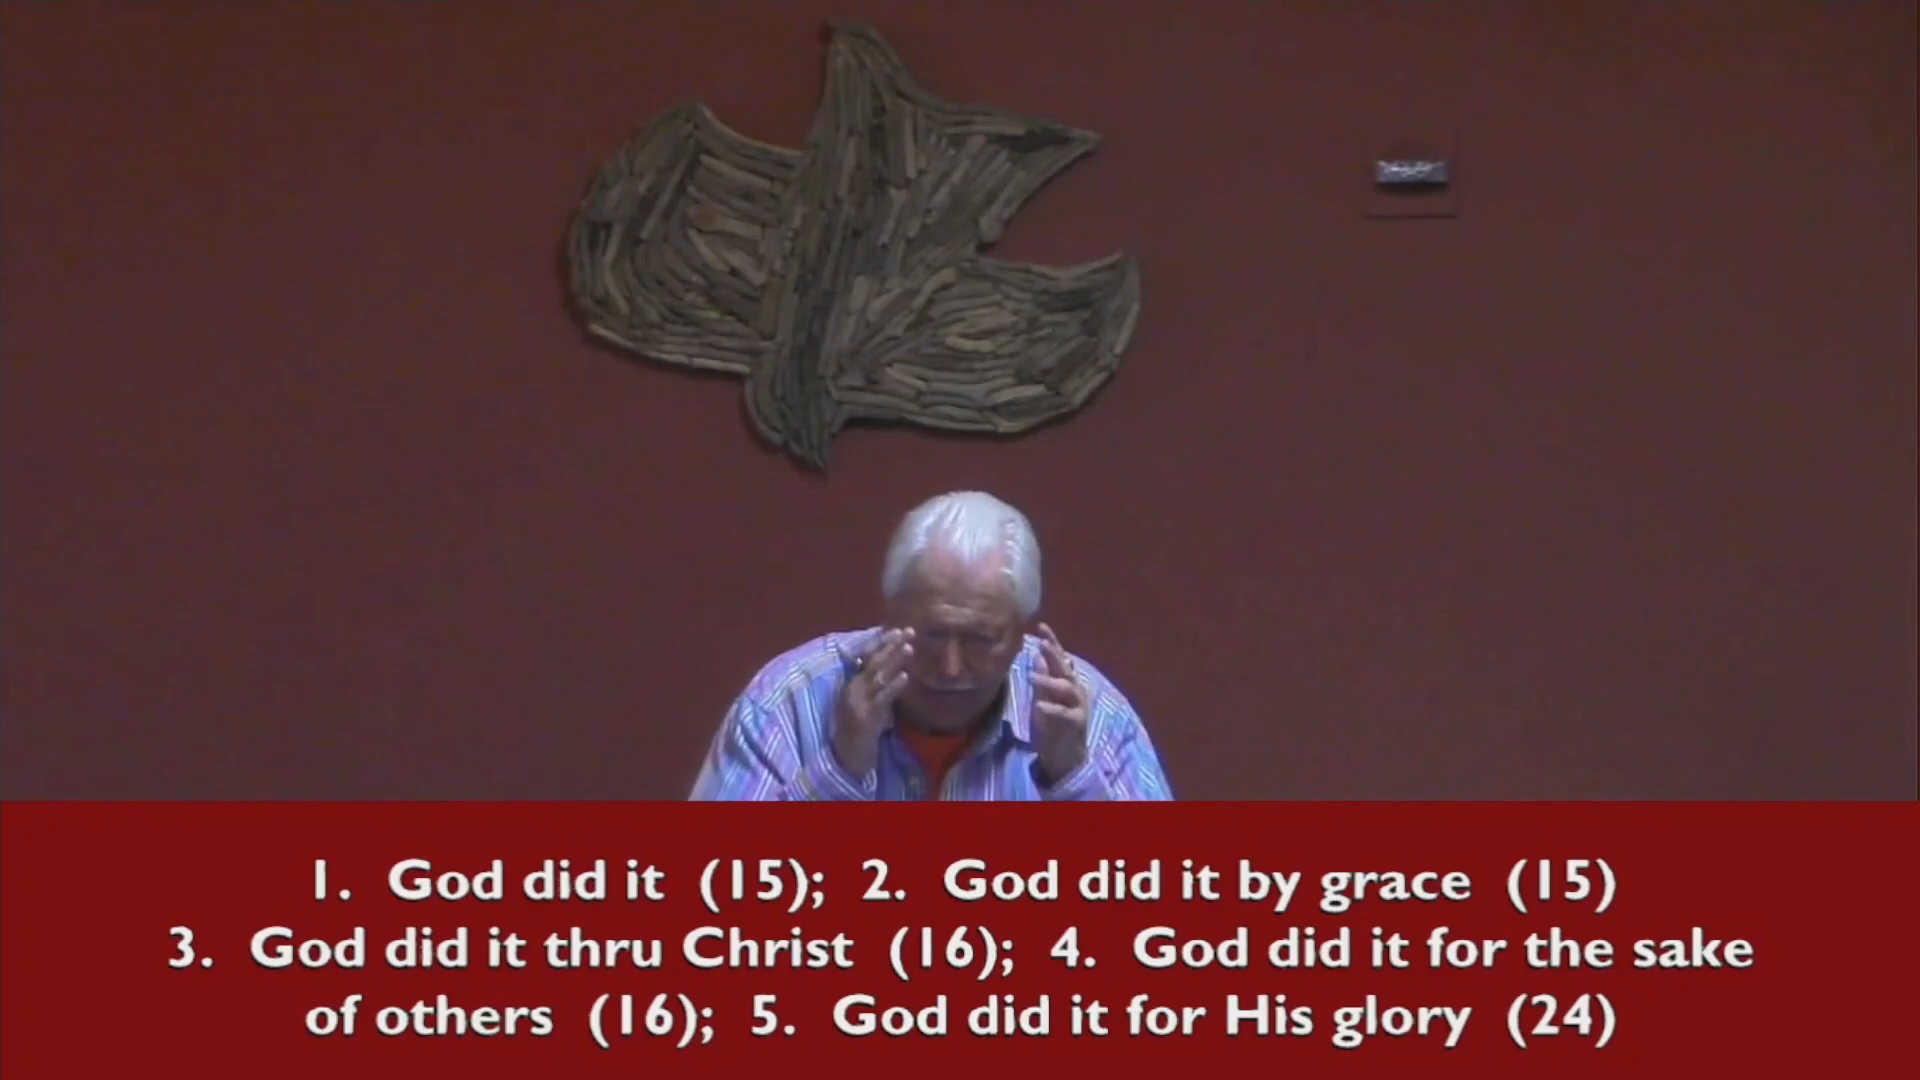 1. God did it (15); 2. God did it by grace (15)
3. God did it thru Christ (16); 4. God did it for the sake
of others (16); 5. God did it for His glory (24)